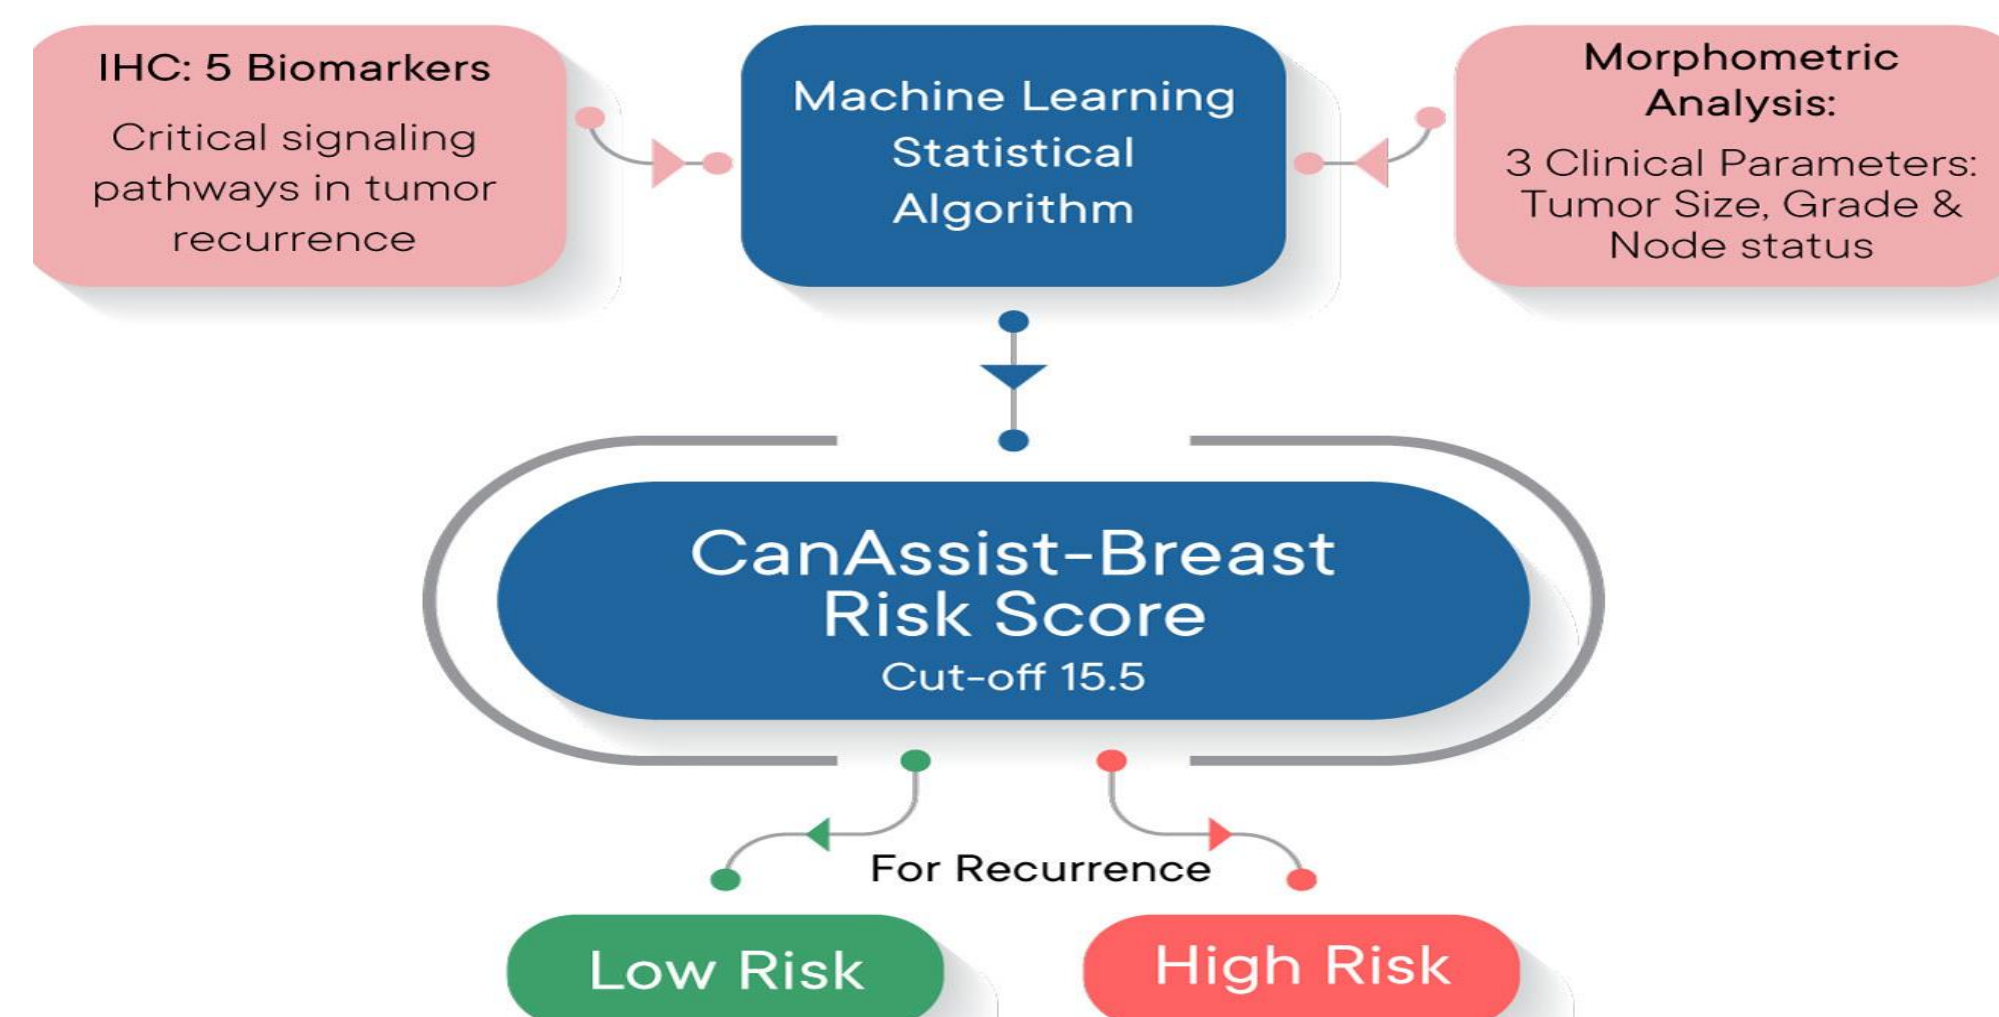 IHC: 5 Biomarkers
Critical signaling
pathways in tumor
recurrence
Machine Learning
Statistical
Algorithm
Morphometric
Analysis:
3 Clinical Parameters:
Tumor Size, Grade &
Node status
CanAssist-Breast
Risk Score
Cut-off 15.5
For Recurrence
Low Risk
High Risk